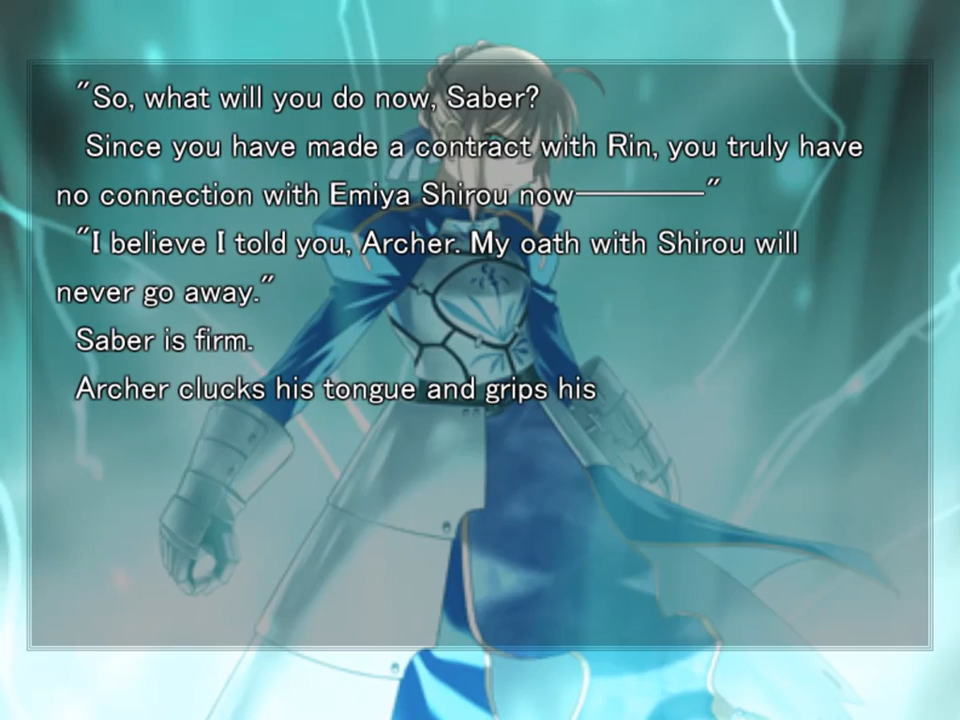 "So, what will you do now, Saber?
Since you have made a contract with Rin, you truly have
no connection with Emiya Shirou now————"
"I believe I told you, Archer. My oath with Shirou will
never go away."
Saber is firm.
Archer clucks his tongue and grips his